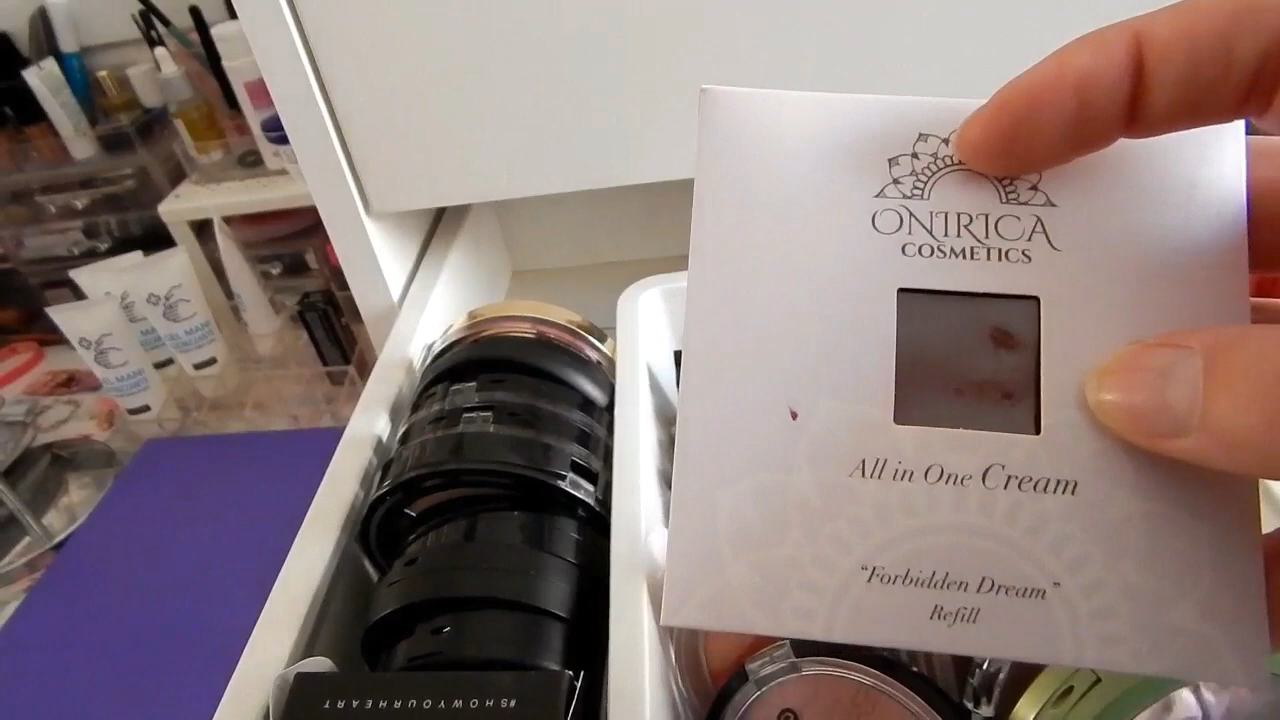 ONIRICA
COSMETICS
All in One Cream
“Forbidden Dream”
Refill
#SHOWYOURHEART